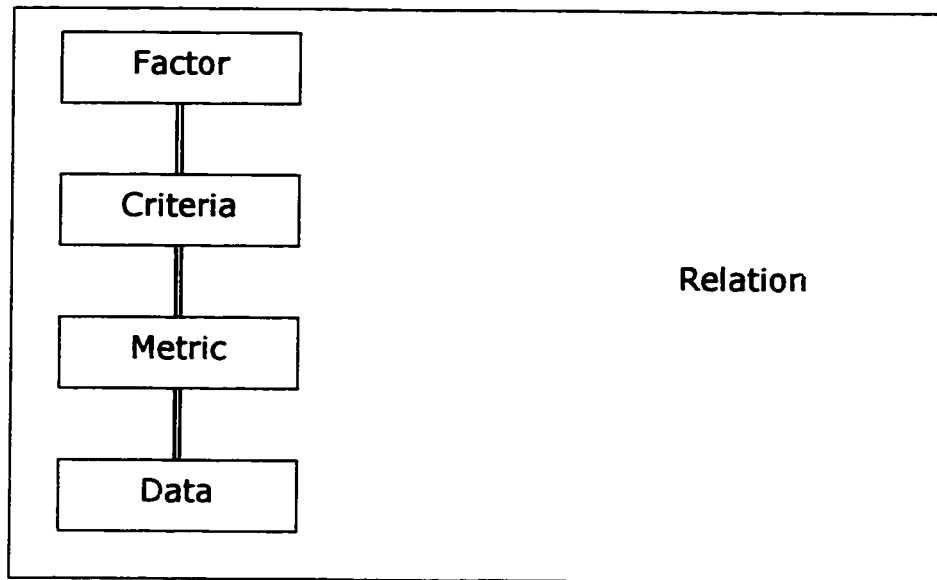 Factor
Criteria
Relation
Metric
Data